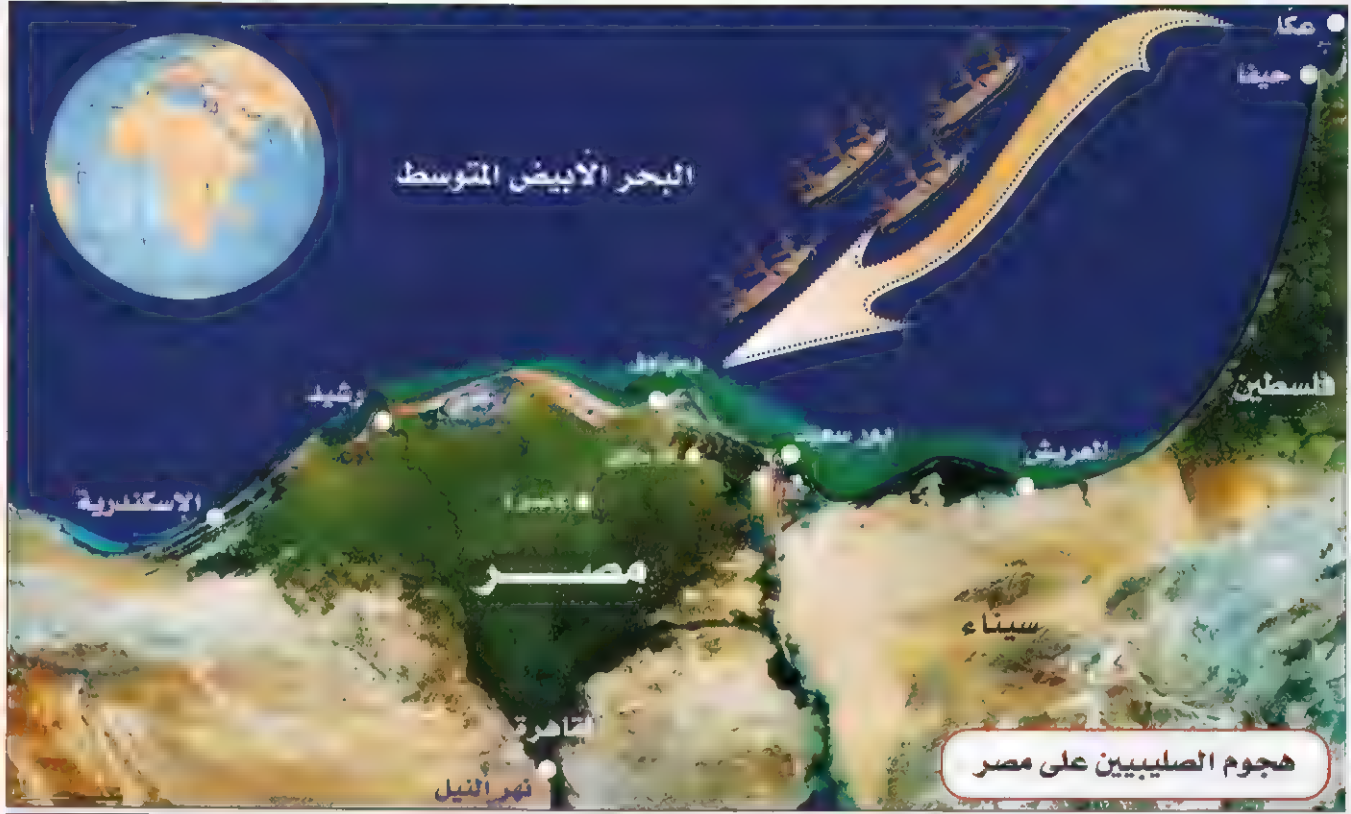 عكا
حيفا
البحر الأبيض المتوسط
دمياط
رشيد
فلسطين
بورسعيد
العريش
الاسكندرية
مصر
سيناء
القاهرة
نهر النيل
هجوم الصليبيين على مصر